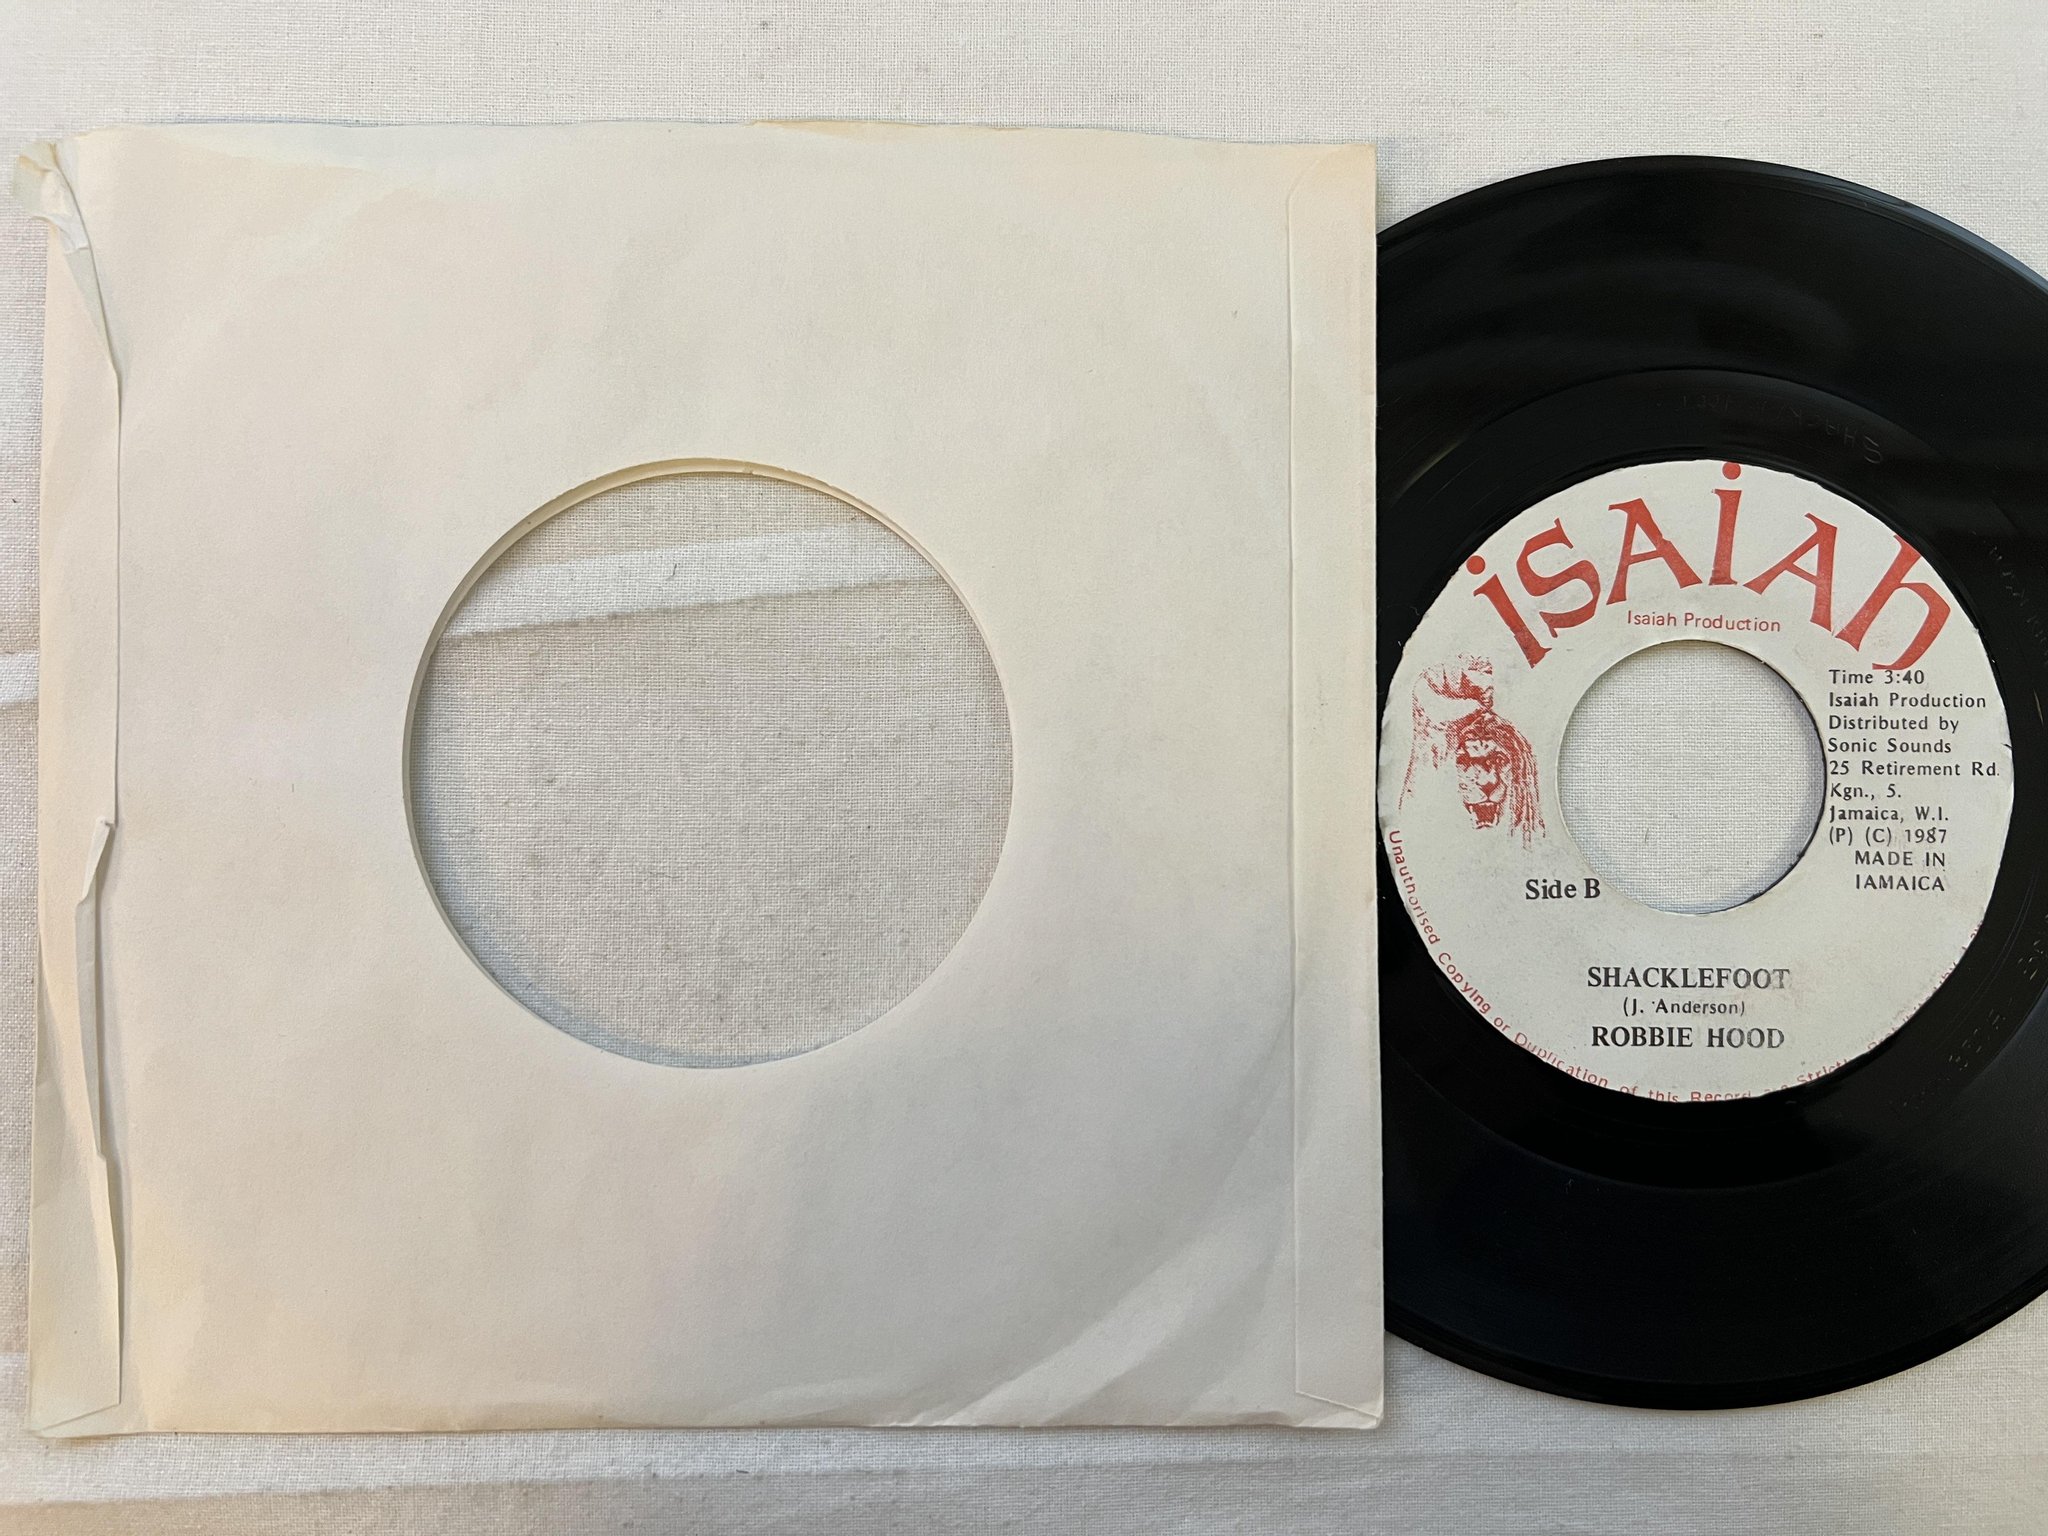 iSAiAh
Isaiah Production
Time 3:40
Isaiah Production
Distributed by
Sonic Sounds
25 Retirement Rd.
Kgn., 5.
Jamaica, W.I.
(P) (C) 1987
MADE IN
JAMAICA
Side B
SHACKLEFOOT
(J. Anderson)
ROBBIE HOOD
Unauthorised Copying or Duplication of this Record